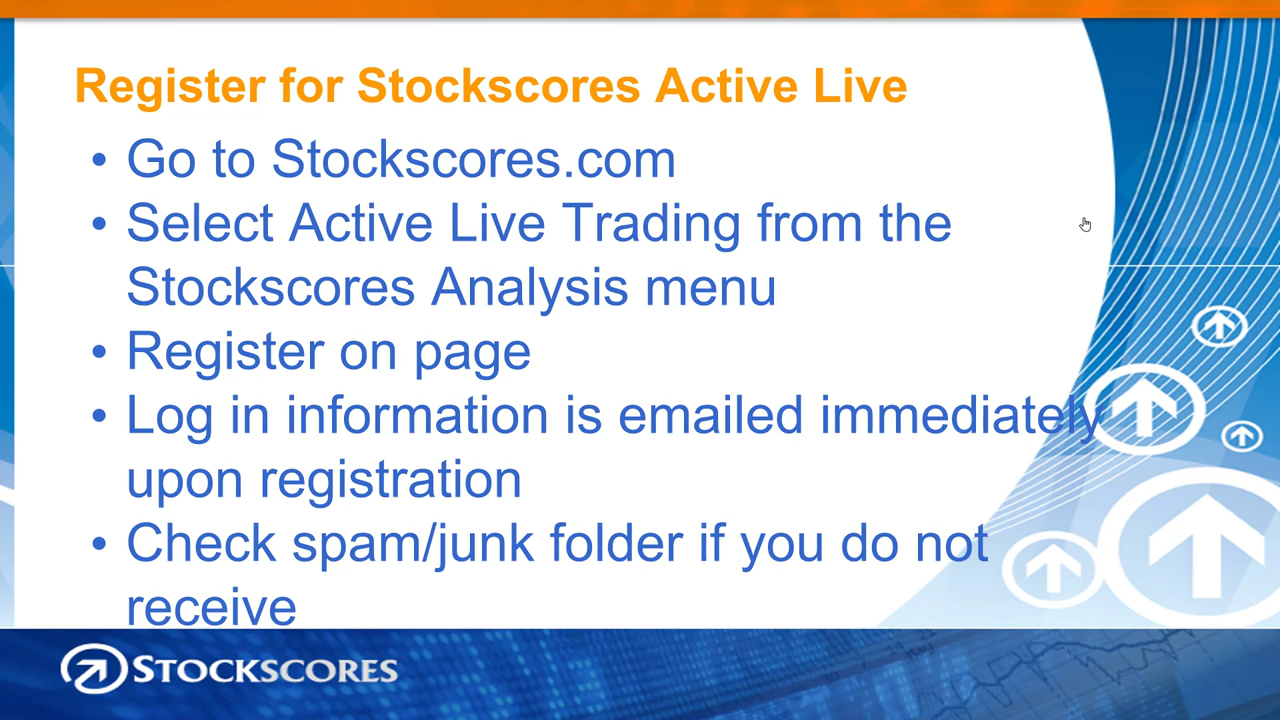 Register for Stockscores Active Live
• Go to Stockscores.com
• Select Active Live Trading from the
Stockscores Analysis menu
• Register on page
• Log in information is emailed immediately
upon registration
• Check spam/junk folder if you do not
receive
STOCKSCORES